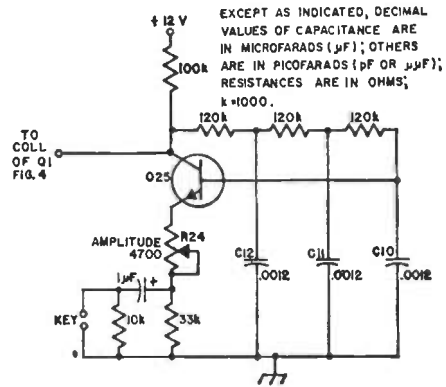 +12V
EXCEPT AS INDICATED, DECIMAL
VALUES OF CAPACITANCE ARE
IN MICROFARADS (µF); OTHERS
ARE IN PICOFARADS (pF OR µµF);
RESISTANCES ARE IN OHMS;
k=1000.
100k
120k
120k
120k
TO
COLL
OF Q1
FIG. 4
Q25
AMPLITUDE
4700
R24
C12
.0012
C11
.0012
C10
.0012
1µF
+
KEY
10k
33k